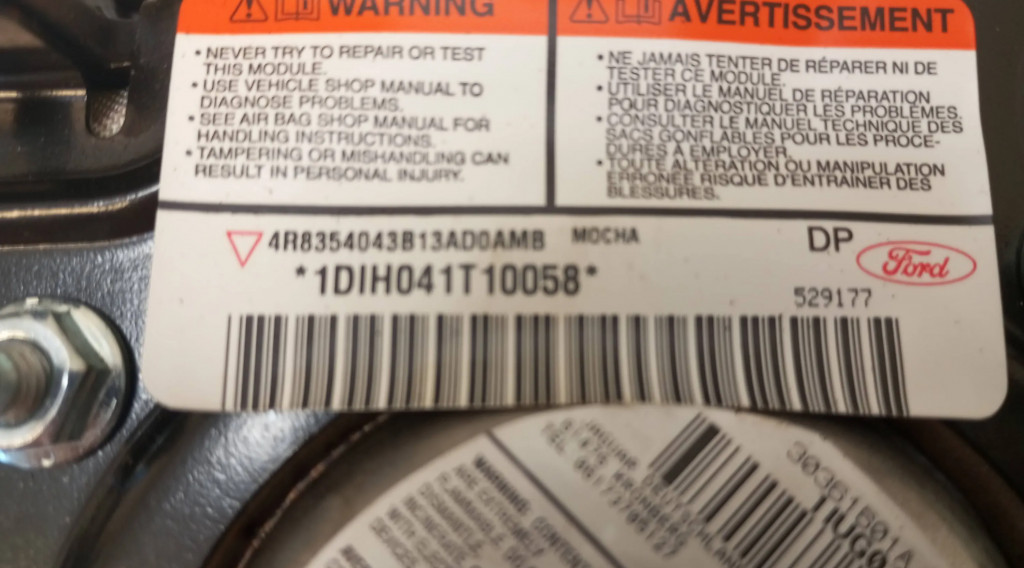 WARNING
• NEVER TRY TO REPAIR OR TEST
THIS MODULE.
• USE VEHICLE SHOP MANUAL TO
DIAGNOSE PROBLEMS.
• SEE AIR BAG SHOP MANUAL FOR
HANDLING INSTRUCTIONS.
• TAMPERING OR MISHANDLING CAN
RESULT IN PERSONAL INJURY.
AVERTISSEMENT
• NE JAMAIS TENTER DE RÉPARER NI DE
TESTER CE MODULE.
• UTILISER LE MANUEL DE RÉPARATION
POUR DIAGNOSTIQUER LES PROBLÈMES.
• CONSULTER LE MANUEL TECHNIQUE DES
SACS GONFLABLES POUR LES PROCÉ-
DURES À EMPLOYER.
• TOUTE ALTÉRATION OU MANIPULATION
ERRONÉE RISQUE D'ENTRAÎNER DES
BLESSURES.
4R8354043B13AD0AMB MOCHA
DP
Ford
*1DIH041T10058*
529177
WARNING: CONTENT